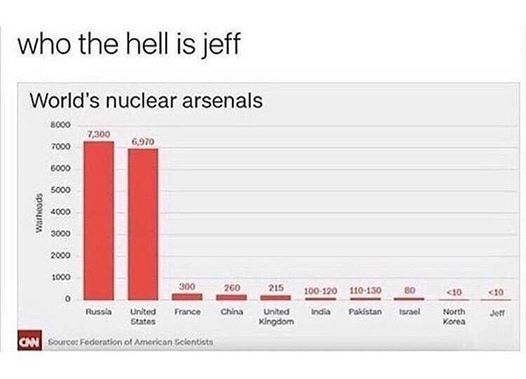 who the hell is jeff
World's nuclear arsenals
Warheads
8000
7000
6000
5000
4000
3000
2000
1000
0
7,300
6,970
300
260
215
100-120
110-130
80
<10
<10
Russia
United
States
France
China
United
Kingdom
India
Pakistan
Israel
North
Korea
Jeff
CNN Source: Federation of American Scientists